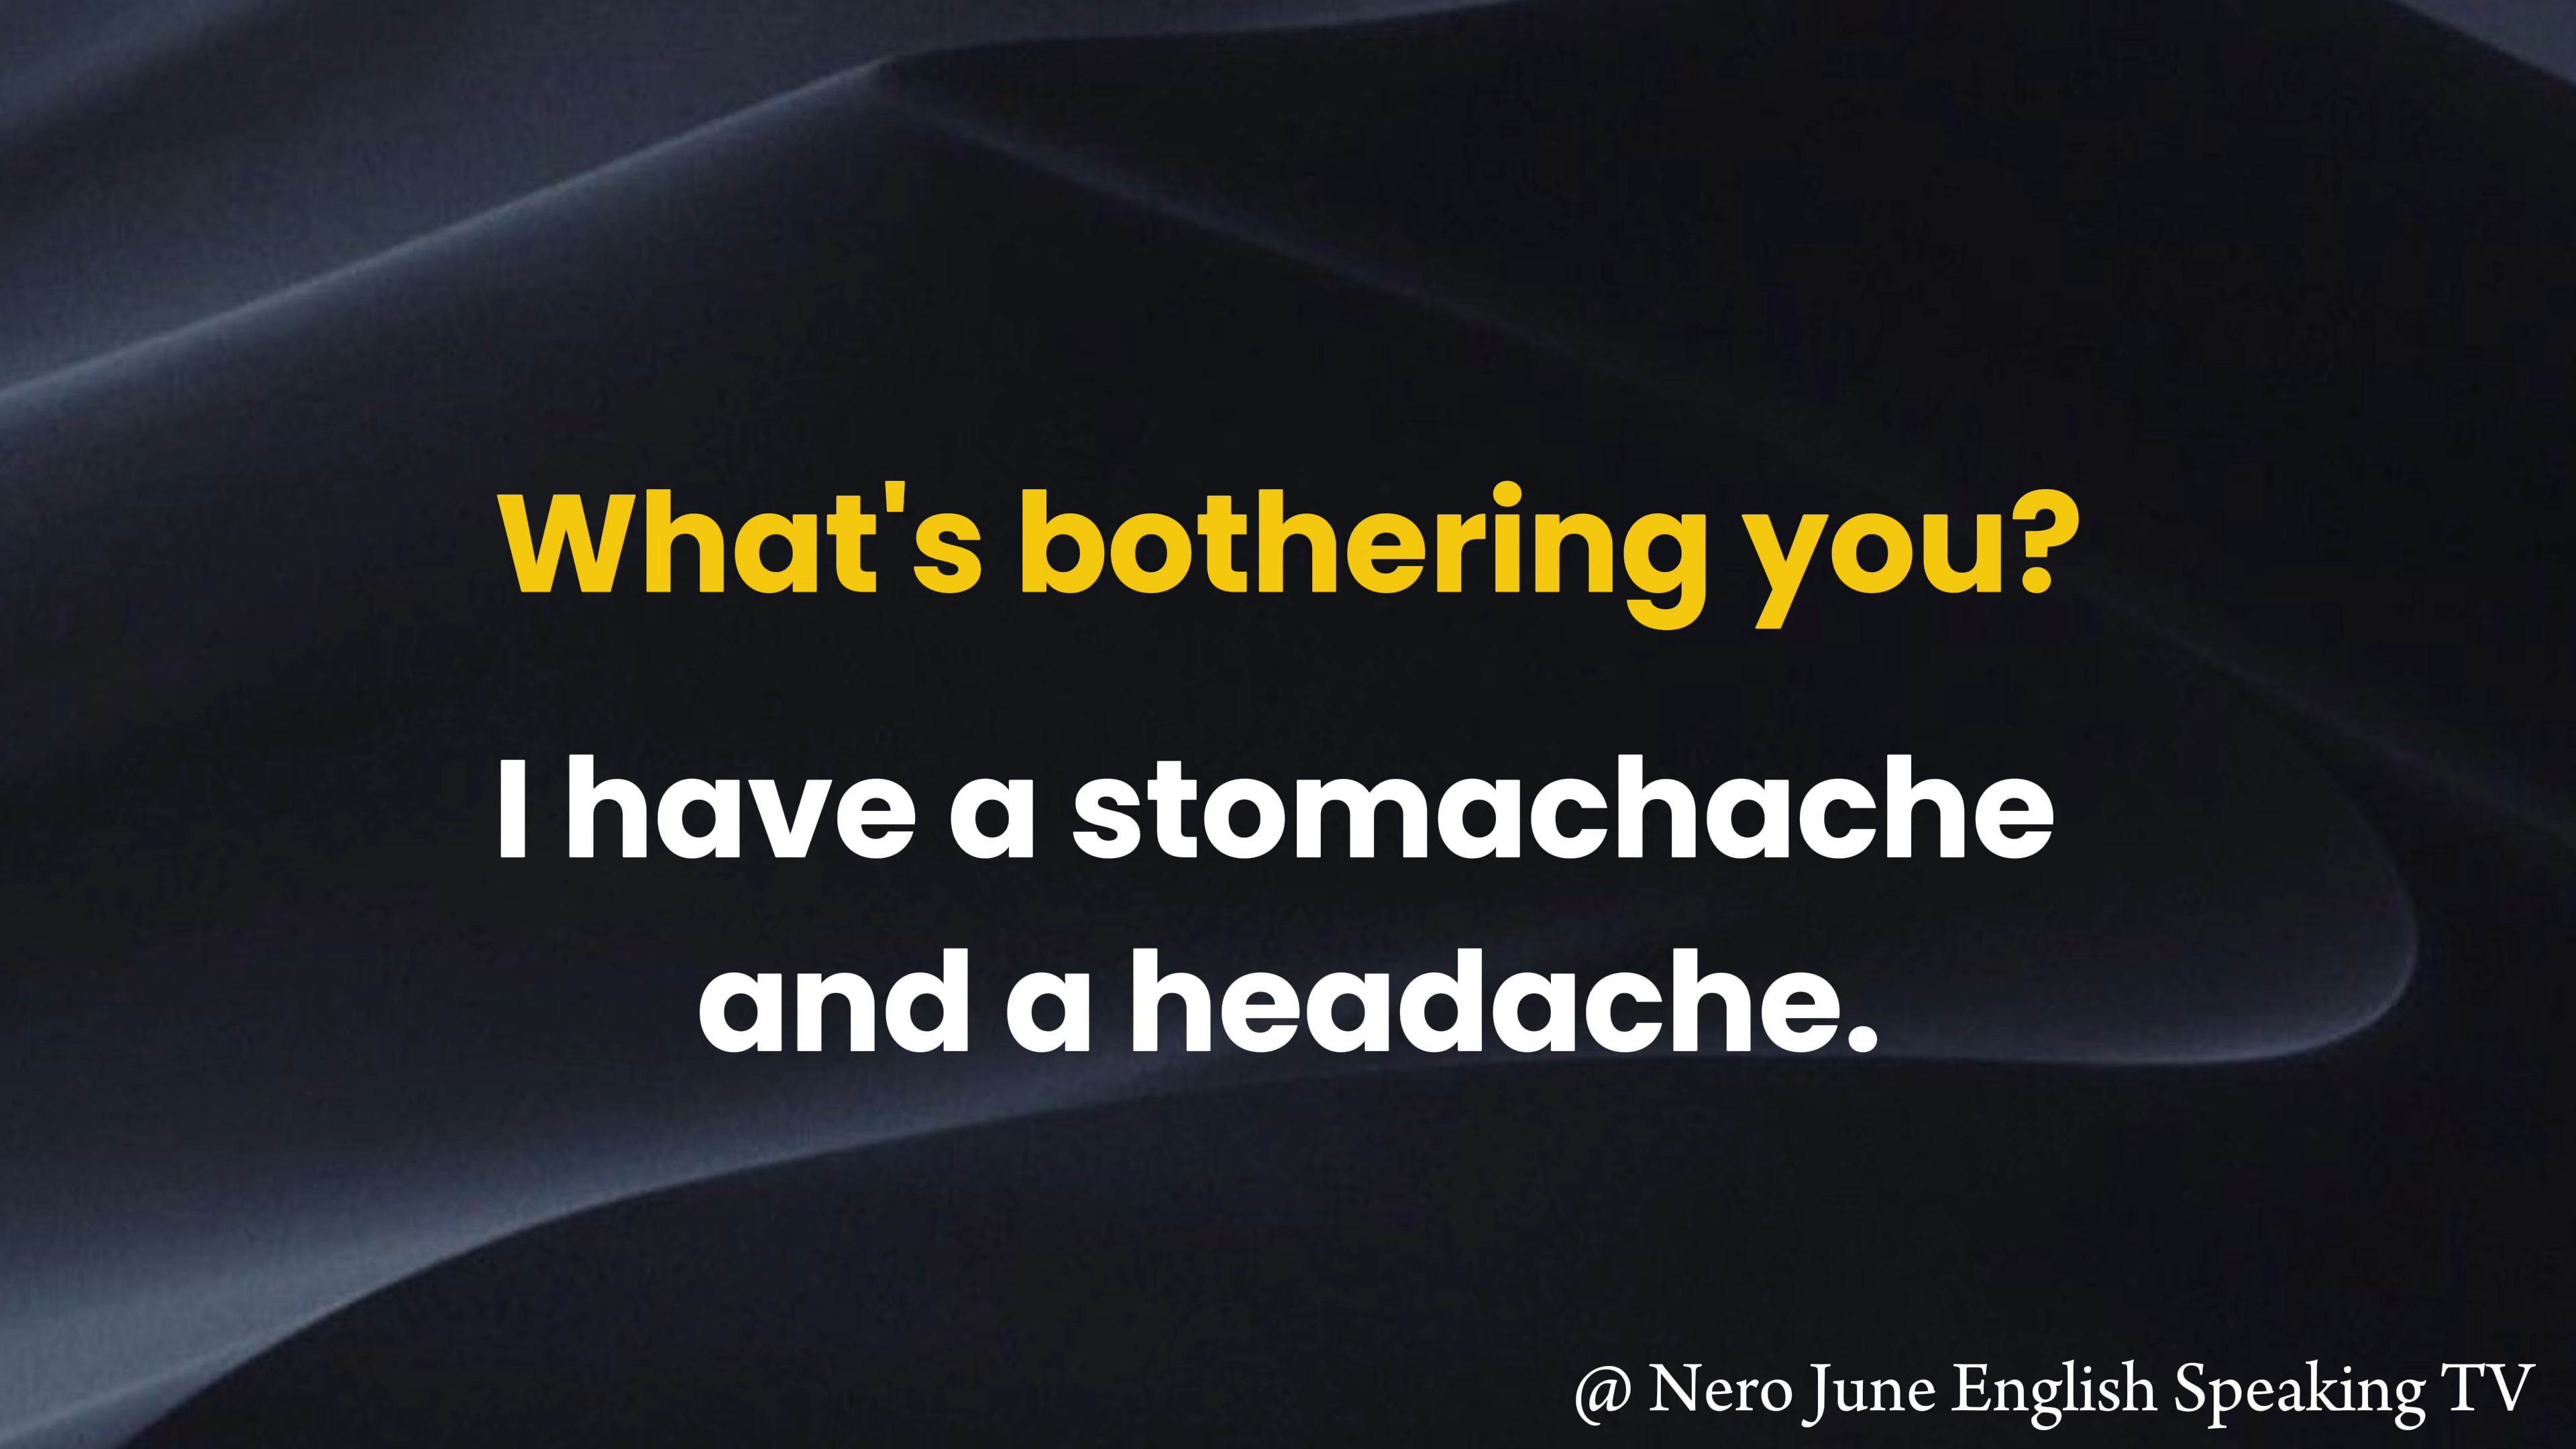 What's bothering you?
I have a stomachache
and a headache.
@ Nero June English Speaking TV